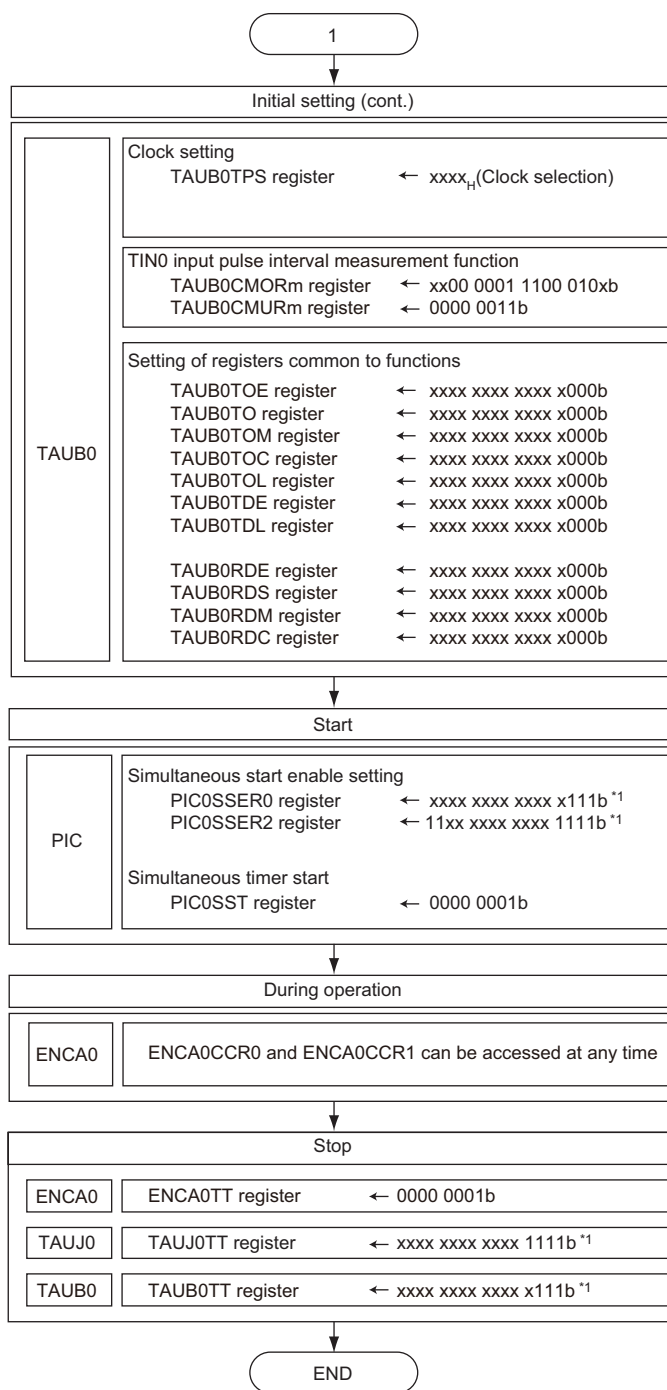 1
Initial setting (cont.)
TAUB0
Clock setting
TAUB0TPS register ← xxxxH(Clock selection)
TIN0 input pulse interval measurement function
TAUB0CMORm register ← xx00 0001 1100 010xb
TAUB0CMURm register ← 0000 0011b
Setting of registers common to functions
TAUB0TOE register ← xxxx xxxx xxxx x000b
TAUB0TO register ← xxxx xxxx xxxx x000b
TAUB0TOM register ← xxxx xxxx xxxx x000b
TAUB0TOC register ← xxxx xxxx xxxx x000b
TAUB0TOL register ← xxxx xxxx xxxx x000b
TAUB0TDE register ← xxxx xxxx xxxx x000b
TAUB0TDL register ← xxxx xxxx xxxx x000b
TAUB0RDE register ← xxxx xxxx xxxx x000b
TAUB0RDS register ← xxxx xxxx xxxx x000b
TAUB0RDM register ← xxxx xxxx xxxx x000b
TAUB0RDC register ← xxxx xxxx xxxx x000b
Start
PIC
Simultaneous start enable setting
PIC0SSER0 register ← xxxx xxxx xxxx x111b *1
PIC0SSER2 register ← 11xx xxxx xxxx 1111b *1
Simultaneous timer start
PIC0SST register ← 0000 0001b
During operation
ENCA0 ENCA0CCR0 and ENCA0CCR1 can be accessed at any time
Stop
ENCA0 ENCA0TT register ← 0000 0001b
TAUJ0 TAUJ0TT register ← xxxx xxxx xxxx 1111b *1
TAUB0 TAUB0TT register ← xxxx xxxx xxxx x111b *1
END